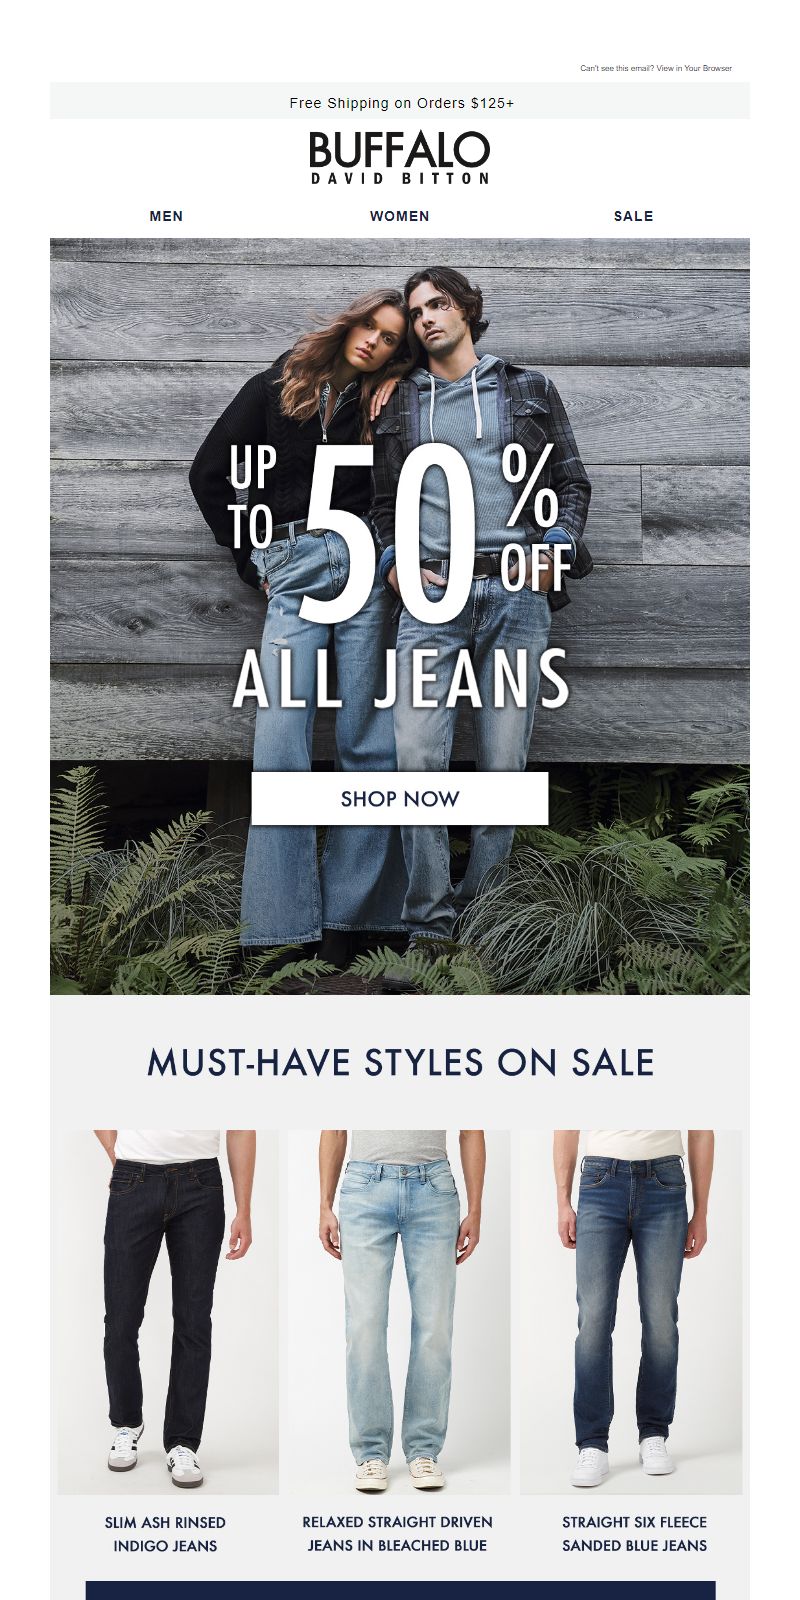 Can't see this email? View in Your Browser
Free Shipping on Orders $125+
BUFFALO
DAVID BITTON
MEN WOMEN SALE
UP TO 50% OFF
ALL JEANS
SHOP NOW
MUST-HAVE STYLES ON SALE
SLIM ASH RINSED
INDIGO JEANS
RELAXED STRAIGHT DRIVEN
JEANS IN BLEACHED BLUE
STRAIGHT SIX FLEECE
SANDED BLUE JEANS